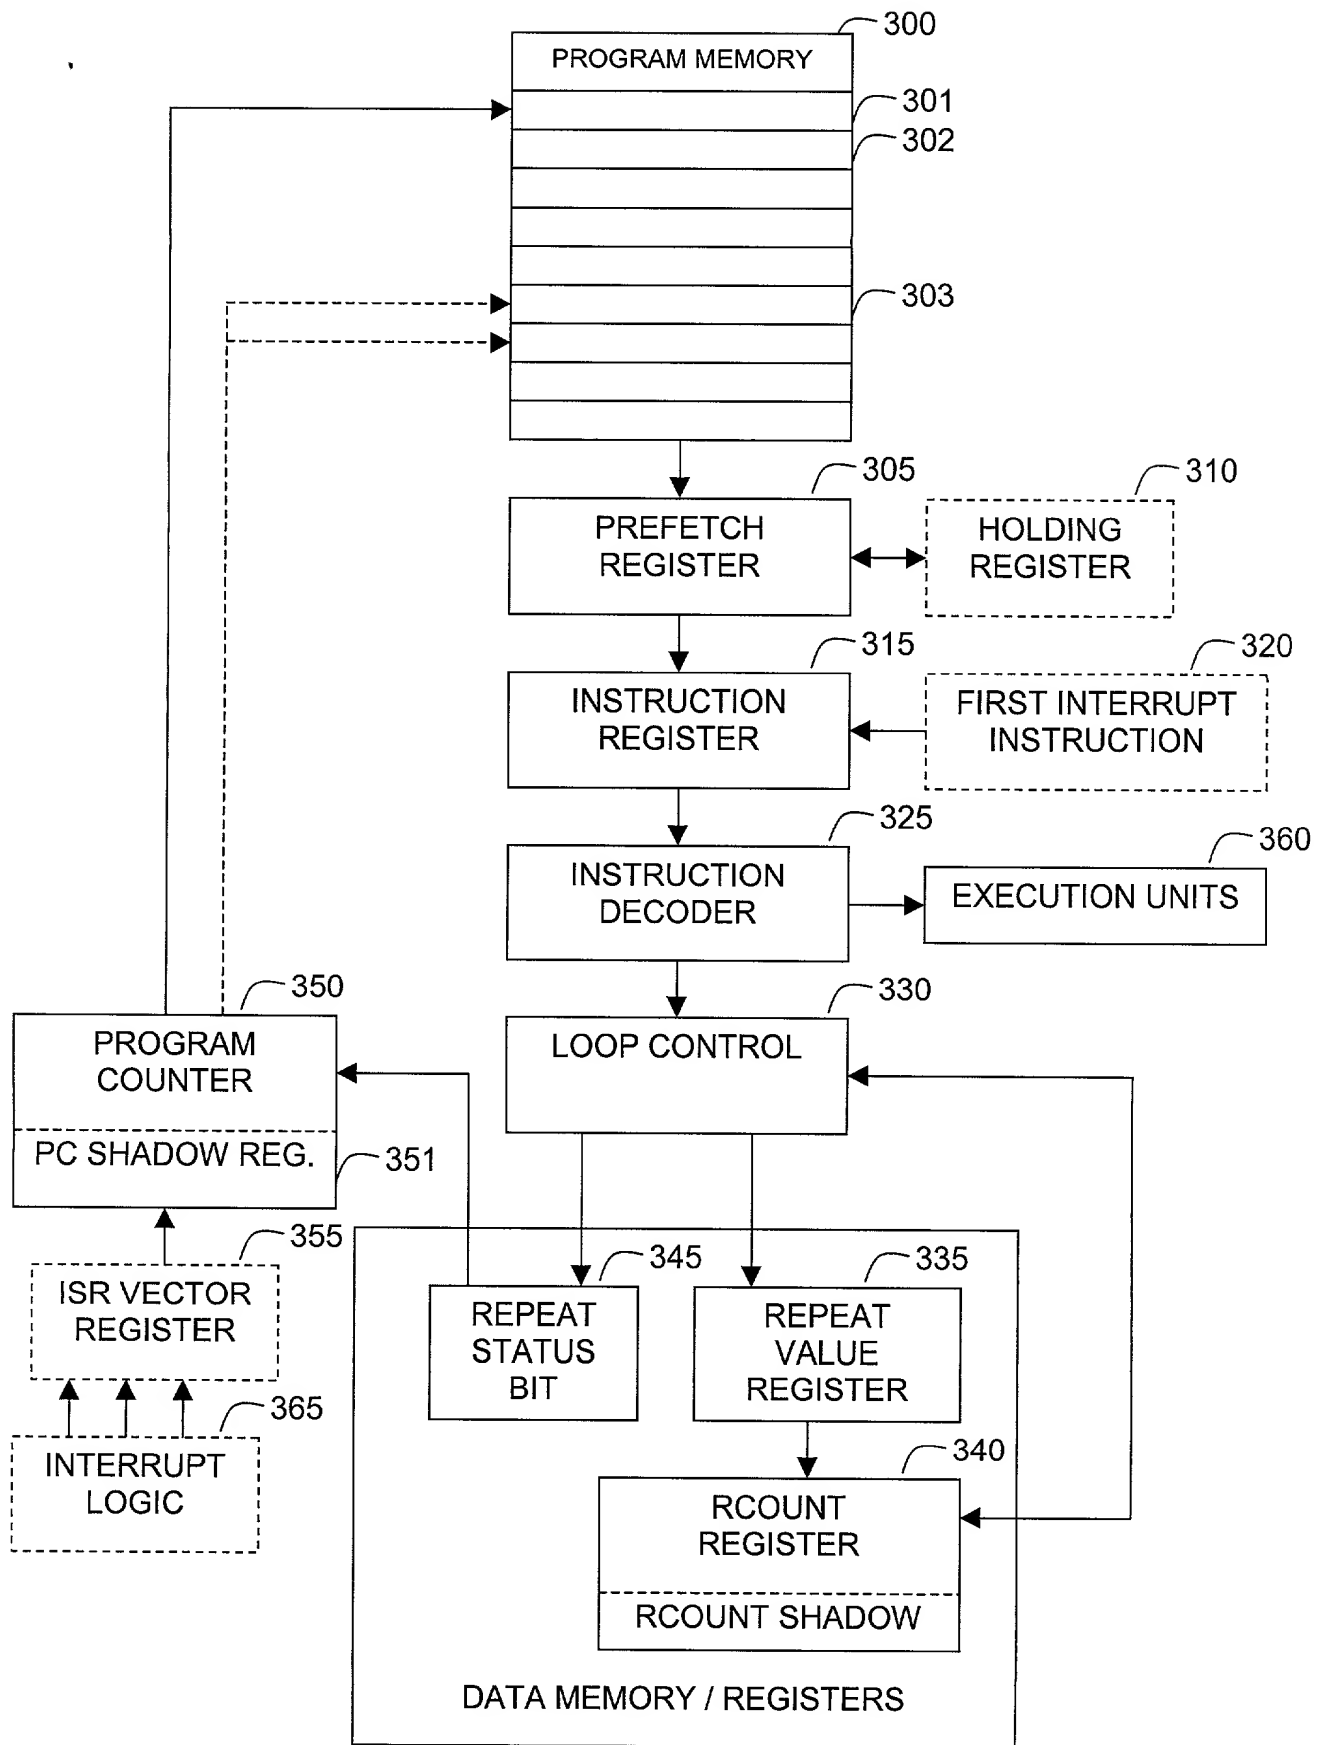 300
PROGRAM MEMORY
301
302
303
305
310
PREFETCH
REGISTER
HOLDING
REGISTER
315
320
INSTRUCTION
REGISTER
FIRST INTERRUPT
INSTRUCTION
325
360
INSTRUCTION
DECODER
EXECUTION UNITS
350
330
PROGRAM
COUNTER
LOOP CONTROL
PC SHADOW REG.
351
355
345
335
ISR VECTOR
REGISTER
REPEAT
STATUS
BIT
REPEAT
VALUE
REGISTER
365
340
INTERRUPT
LOGIC
RCOUNT
REGISTER
RCOUNT SHADOW
DATA MEMORY / REGISTERS